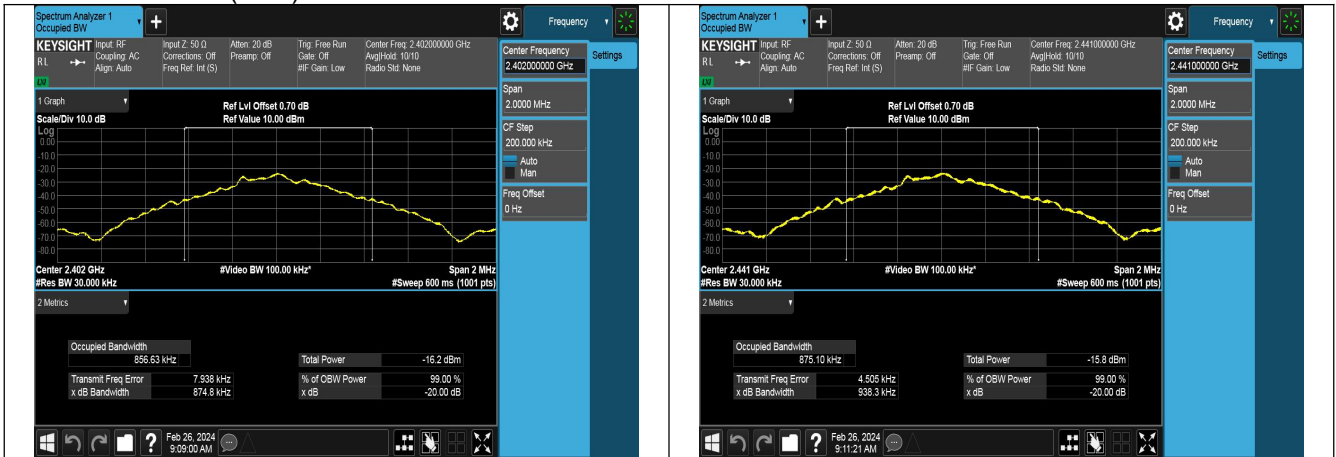 Spectrum Analyzer 1
Occupied BW
Frequency
KEYSIGHT
RL
Input: RF
Coupling: AC
Align: Auto
Input Z: 50 Ω
Corrections: Off
Freq Ref: Int (S)
Atten: 20 dB
Preamp: Off
Trig: Free Run
Gate: Off
#IF Gain: Low
Center Freq: 2.402000000 GHz
Avg|Hold: 10/10
Radio Std: None
Center Frequency
2.402000000 GHz
Settings
Span
2.0000 MHz
CF Step
200.000 kHz
Auto
Man
Freq Offset
0 Hz
1 Graph
Scale/Div 10.0 dB
Ref Lvl Offset 0.70 dB
Ref Value 10.00 dBm
Log
0.00
-10.0
-20.0
-30.0
-40.0
-50.0
-60.0
-70.0
-80.0
Center 2.402 GHz
#Video BW 100.00 kHz*
Span 2 MHz
#Res BW 30.000 kHz
#Sweep 600 ms (1001 pts)
2 Metrics
Occupied Bandwidth
856.63 kHz
Total Power -16.2 dBm
Transmit Freq Error 7.938 kHz
% of OBW Power 99.00 %
x dB Bandwidth 874.8 kHz
x dB -20.00 dB
Feb 26, 2024
9:09:00 AM
Spectrum Analyzer 1
Occupied BW
Frequency
KEYSIGHT
RL
Input: RF
Coupling: AC
Align: Auto
Input Z: 50 Ω
Corrections: Off
Freq Ref: Int (S)
Atten: 20 dB
Preamp: Off
Trig: Free Run
Gate: Off
#IF Gain: Low
Center Freq: 2.441000000 GHz
Avg|Hold: 10/10
Radio Std: None
Center Frequency
2.441000000 GHz
Settings
Span
2.0000 MHz
CF Step
200.000 kHz
Auto
Man
Freq Offset
0 Hz
1 Graph
Scale/Div 10.0 dB
Ref Lvl Offset 0.70 dB
Ref Value 10.00 dBm
Log
0.00
-10.0
-20.0
-30.0
-40.0
-50.0
-60.0
-70.0
-80.0
Center 2.441 GHz
#Video BW 100.00 kHz*
Span 2 MHz
#Res BW 30.000 kHz
#Sweep 600 ms (1001 pts)
2 Metrics
Occupied Bandwidth
875.10 kHz
Total Power -15.8 dBm
Transmit Freq Error 4.505 kHz
% of OBW Power 99.00 %
x dB Bandwidth 938.3 kHz
x dB -20.00 dB
Feb 26, 2024
9:11:21 AM